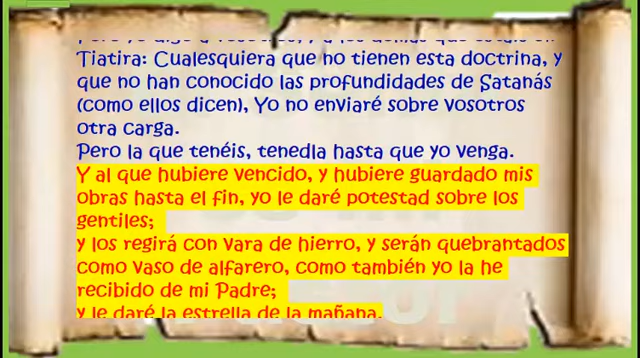 Tiatira: Cualesquiera que no tienen esta doctrina, y
que no han conocido las profundidades de Satanás
(como ellos dicen), Yo no enviaré sobre vosotros
otra carga.
Pero la que tenéis, tenedla hasta que yo venga.
Y al que hubiere vencido, y hubiere guardado mis
obras hasta el fin, yo le daré potestad sobre los
gentiles;
y los regirá con vara de hierro, y serán quebrantados
como vaso de alfarero, como también yo la he
recibido de mi Padre;
y le daré la estrella de la mañana.